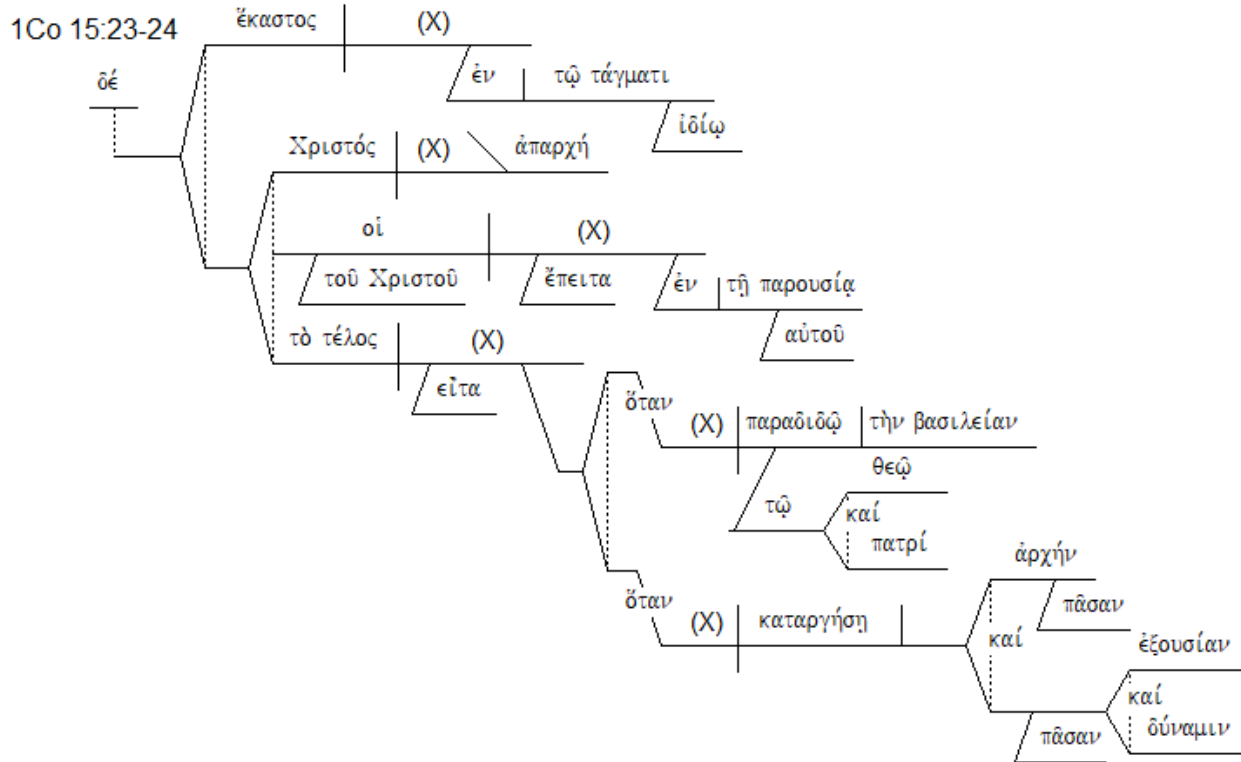 1Co 15:23-24
ἕκαστος (X)
δέ
ἐν τῷ τάγματι
ἰδίῳ
Χριστός (X) ἀπαρχή
οἱ (X)
τοῦ Χριστοῦ ἔπειτα ἐν τῇ παρουσίᾳ
αὐτοῦ
τὸ τέλος (X)
εἶτα
ὅταν
(X) παραδιδῷ τὴν βασιλείαν
θεῷ
τῷ καί
πατρί
ὅταν
(X) καταργήσῃ
ἀρχήν
πᾶσαν
καί
ἐξουσίαν
καί
πᾶσαν δύναμιν